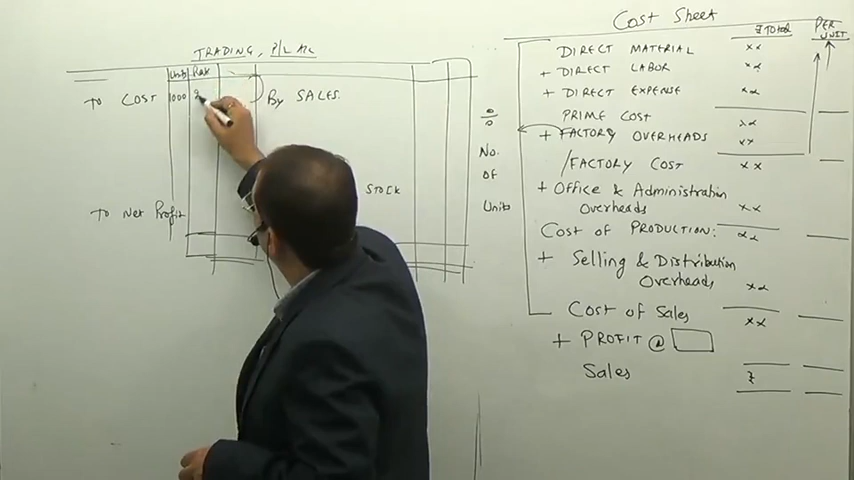 TRADING, P/L A/C
Units Rate
To COST 1000
By SALES.
STOCK
To Net Profit
÷
No.
OF
Units
Cost Sheet
₹ Total
PER UNIT
DIRECT MATERIAL xx
+ DIRECT LABOR xx
+ DIRECT EXPENSE xx
PRIME COST xx
+ FACTORY OVERHEADS xx
FACTORY COST xx
+ Office & Administration
Overheads xx
COST OF PRODUCTION: xx
+ Selling & Distribution
Overheads xx
Cost of Sales xx
+ PROFIT @
Sales ₹